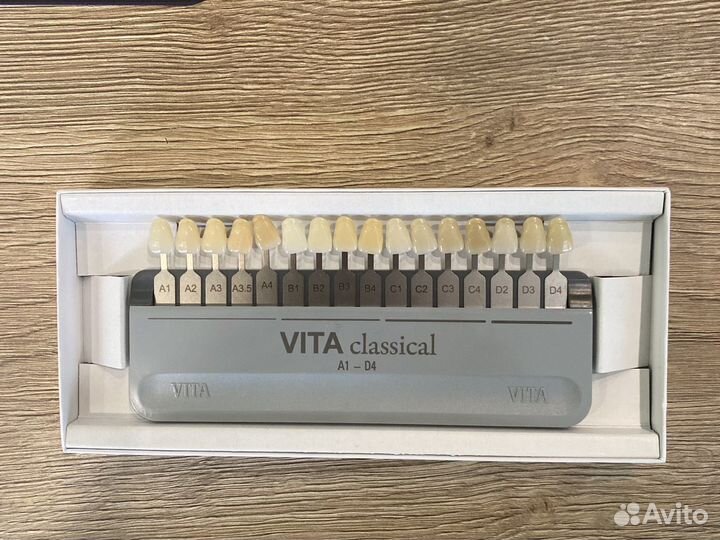 A1 A2 A3 A3.5 A4 B1 B2 B3 B4 C1 C2 C3 C4 D2 D3 D4
VITA classical
A1 – D4
VITA VITA
Avito